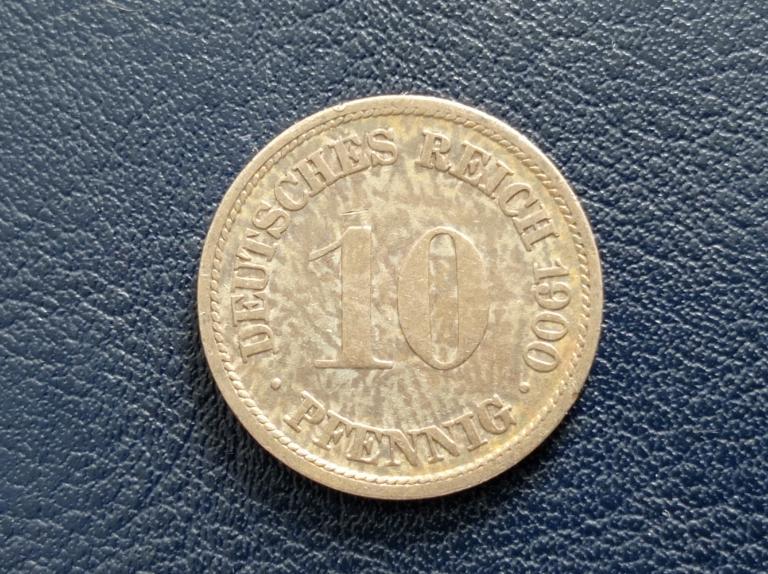 DEUTSCHES REICH 1900
10
· PFENNIG ·